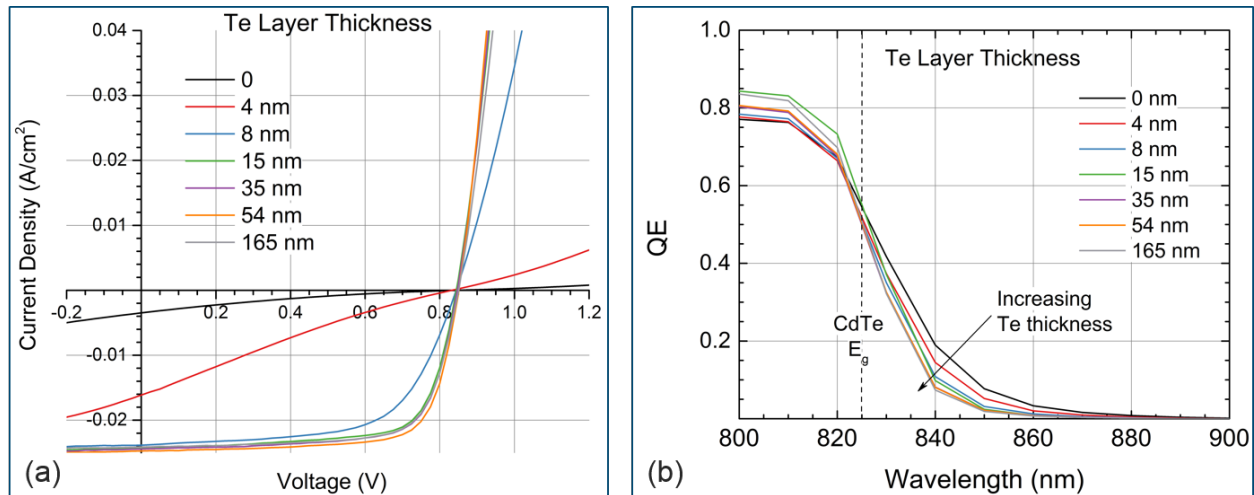 Te Layer Thickness
0.04
0.03
0.02
0.01
-0.01
-0.02
-0.2
0.2
0.4
0.6
0.8
1.0
1.2
0
4 nm
8 nm
15 nm
35 nm
54 nm
165 nm
Current Density (A/cm²)
Voltage (V)
(a)
Te Layer Thickness
1.0
0.8
0.6
0.4
0.2
800
820
840
860
880
900
0 nm
4 nm
8 nm
15 nm
35 nm
54 nm
165 nm
CdTe
Eg
Increasing
Te thickness
QE
Wavelength (nm)
(b)